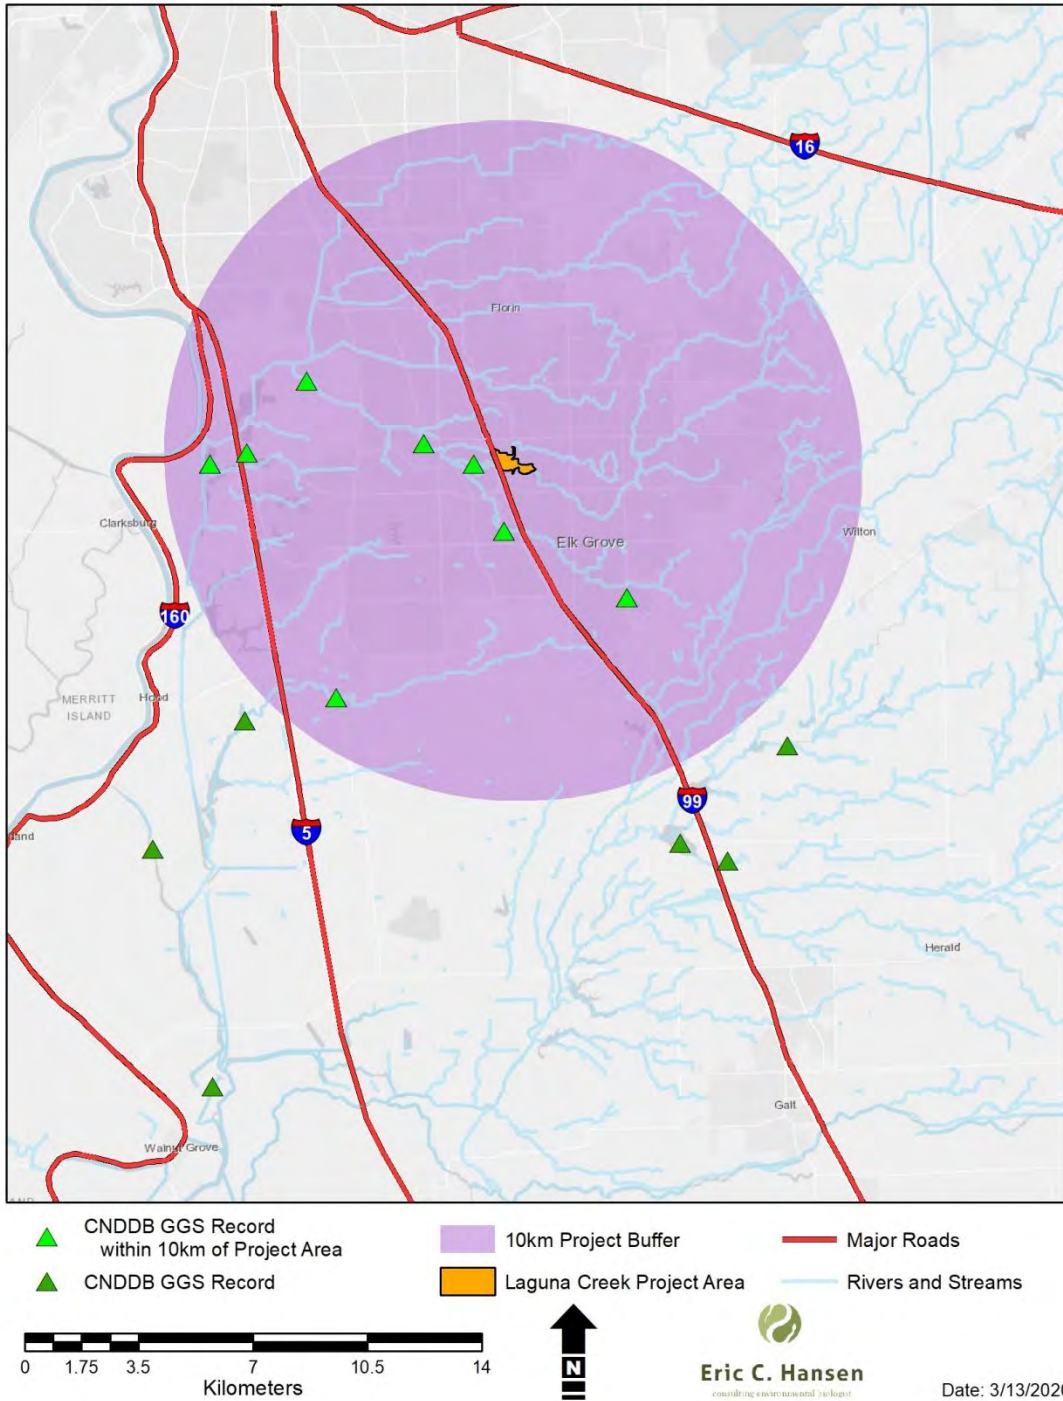 16
Florin
Clarksburg
Elk Grove
Wilton
160
MERRITT
ISLAND
Hood
99
5
Herald
Galt
Walnut Grove
CNDDB GGS Record
within 10km of Project Area
10km Project Buffer
Major Roads
CNDDB GGS Record
Laguna Creek Project Area
Rivers and Streams
0 1.75 3.5 7 10.5 14
Kilometers
N
Eric C. Hansen
consulting environmental biologist
Date: 3/13/2020